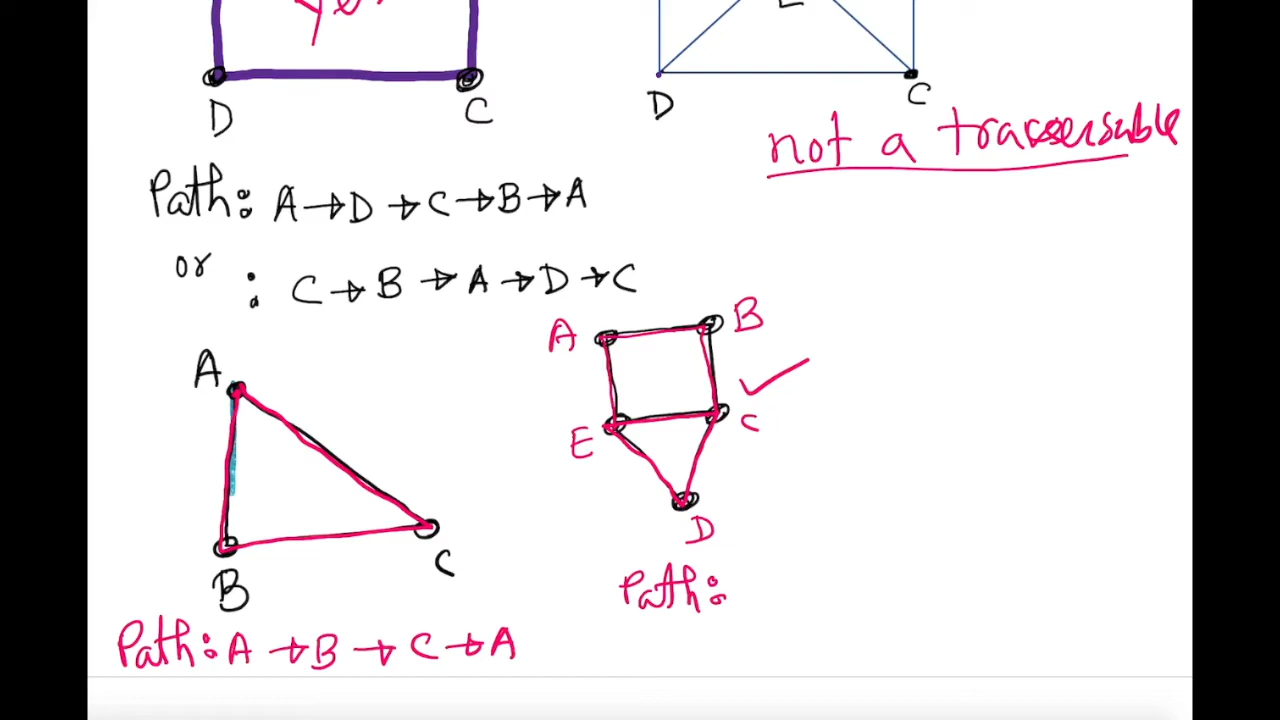 D
C
D
C
not a traversable
Path: A → D → C → B → A
or : C → B → A → D → C
A
B
C
Path: A → B → C → A
A
B
E
C
D
Path: